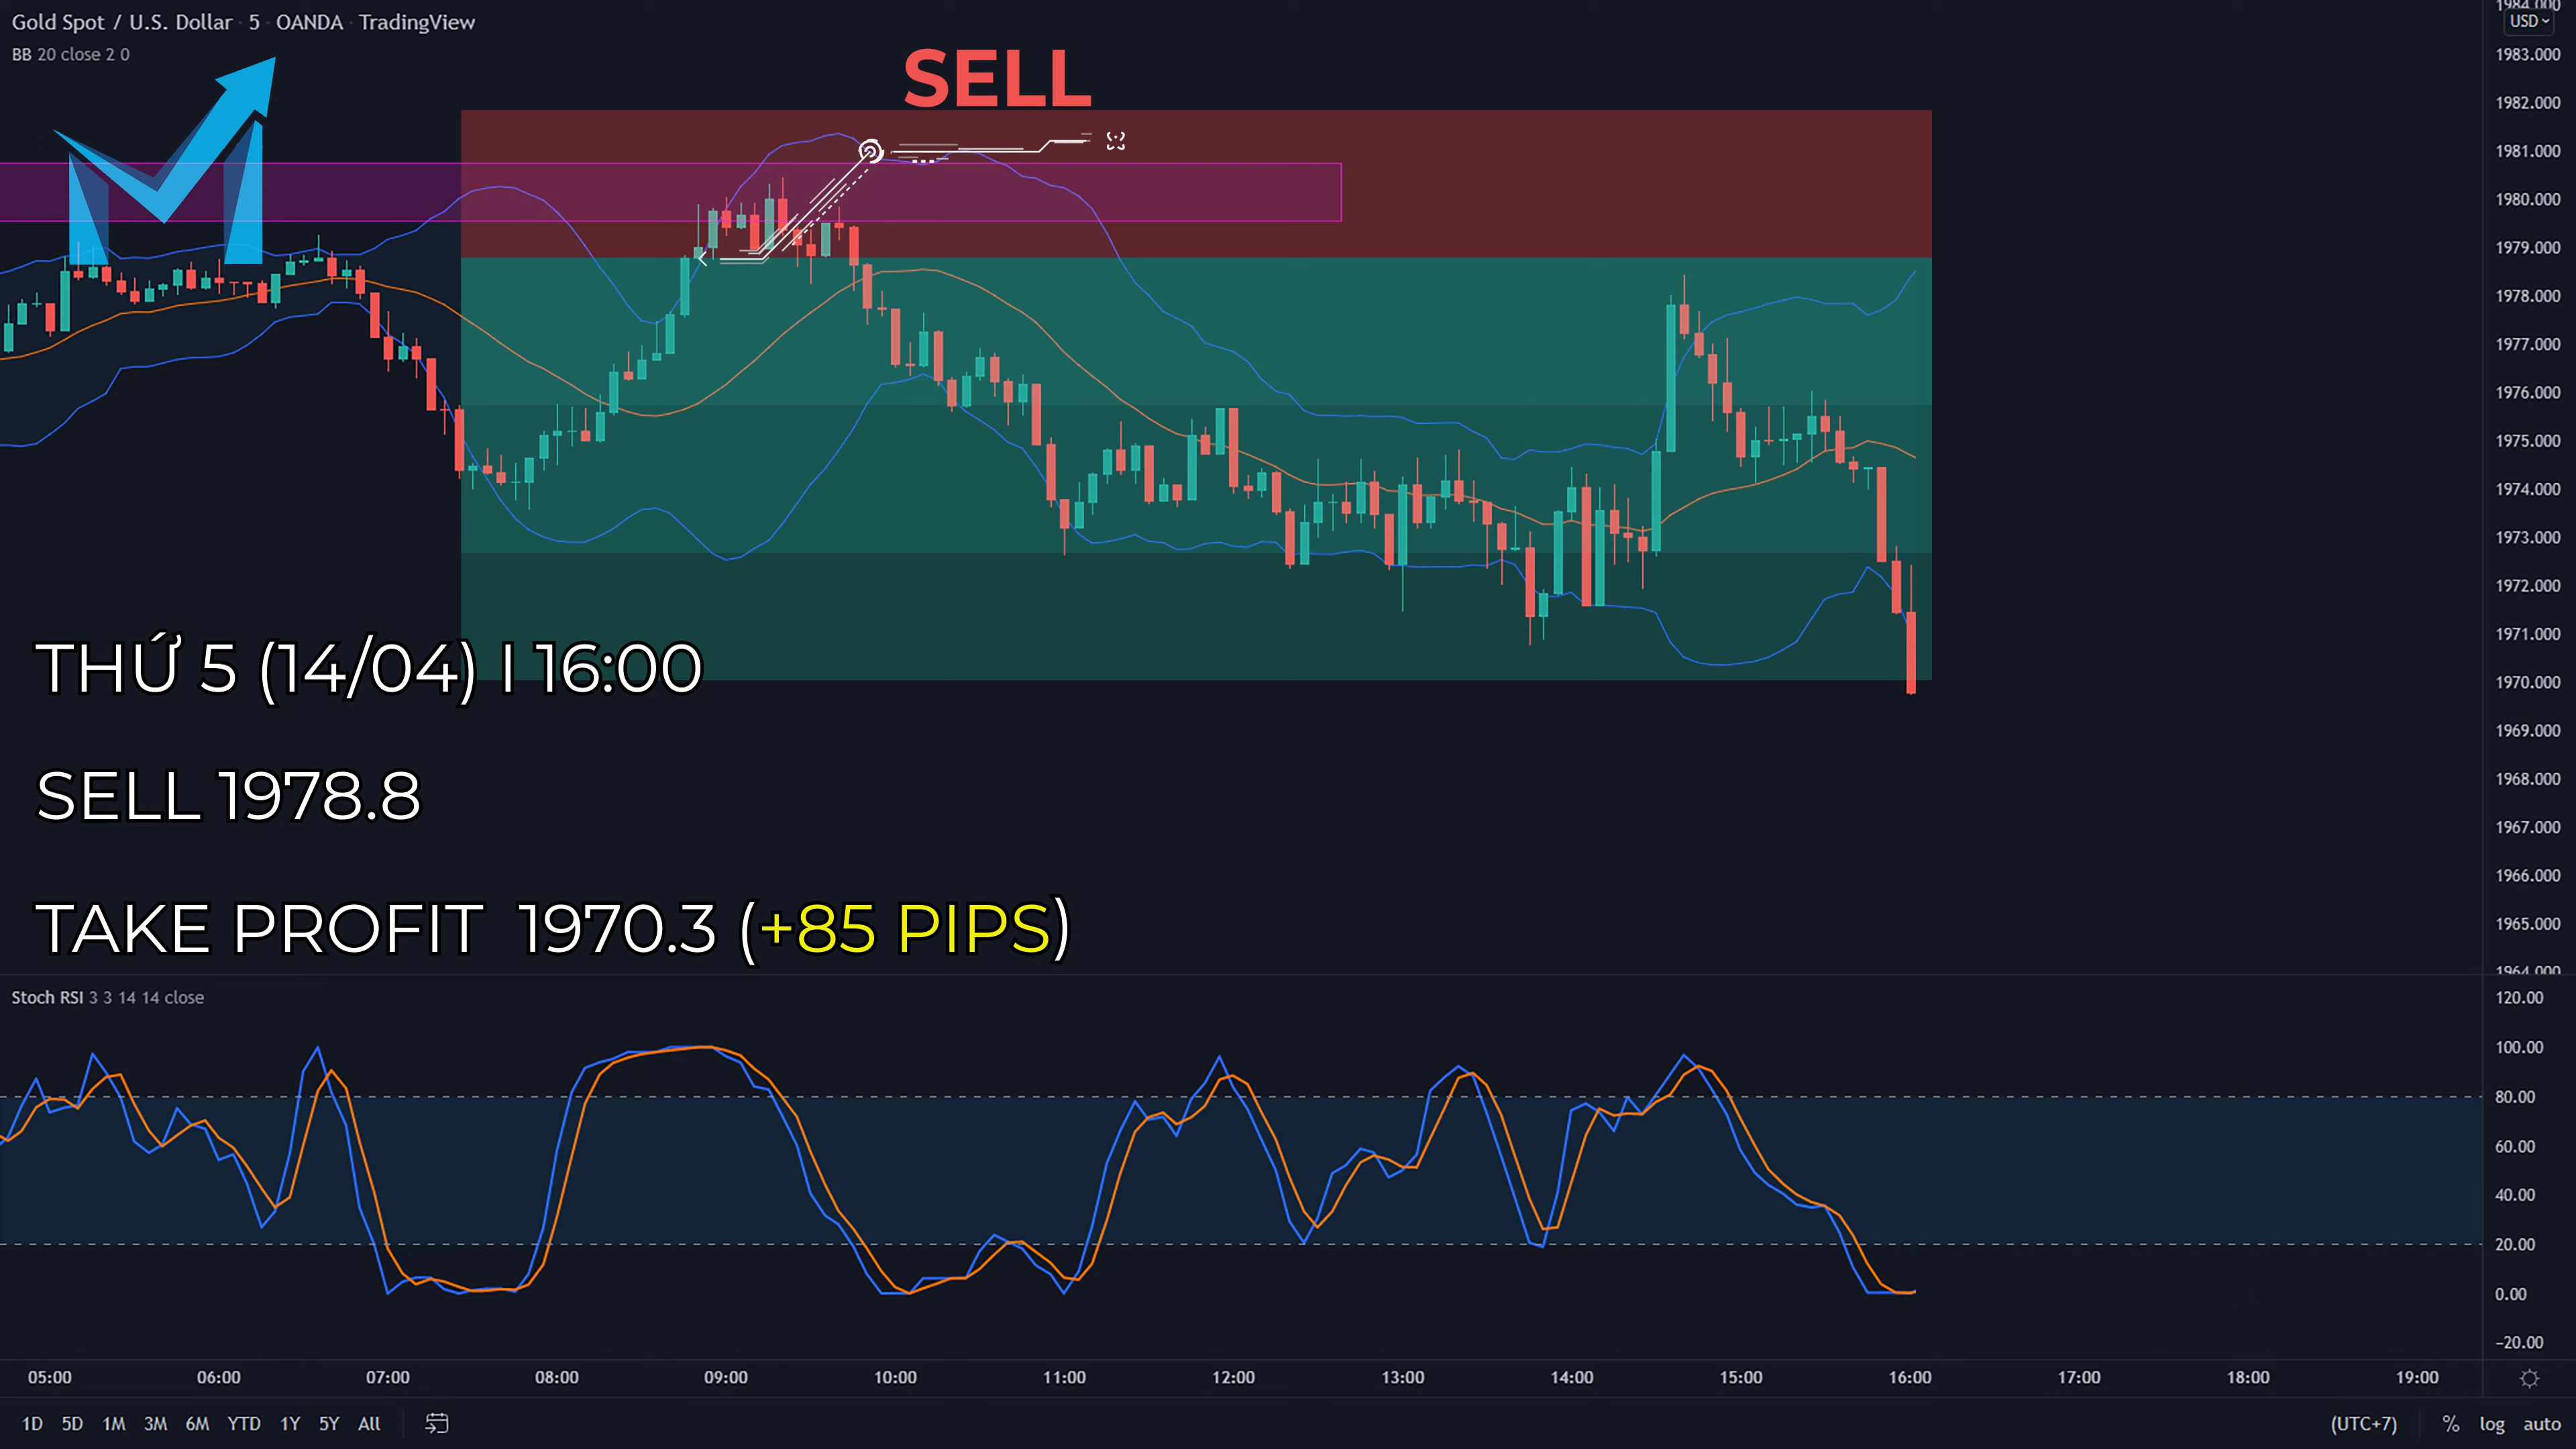 Gold Spot / U.S. Dollar · 5 · OANDA · TradingView
BB 20 close 2 0
SELL
USD
1983.000
1982.000
1981.000
1980.000
1979.000
1978.000
1977.000
1976.000
1975.000
1974.000
1973.000
1972.000
1971.000
1970.000
1969.000
1968.000
1967.000
1966.000
1965.000
THỨ 5 (14/04) I 16:00
SELL 1978.8
TAKE PROFIT 1970.3 (+85 PIPS)
Stoch RSI 3 3 14 14 close
120.00
100.00
80.00
60.00
40.00
20.00
0.00
−20.00
05:00 06:00 07:00 08:00 09:00 10:00 11:00 12:00 13:00 14:00 15:00 16:00 17:00 18:00 19:00
1D 5D 1M 3M 6M YTD 1Y 5Y All
(UTC+7) % log auto